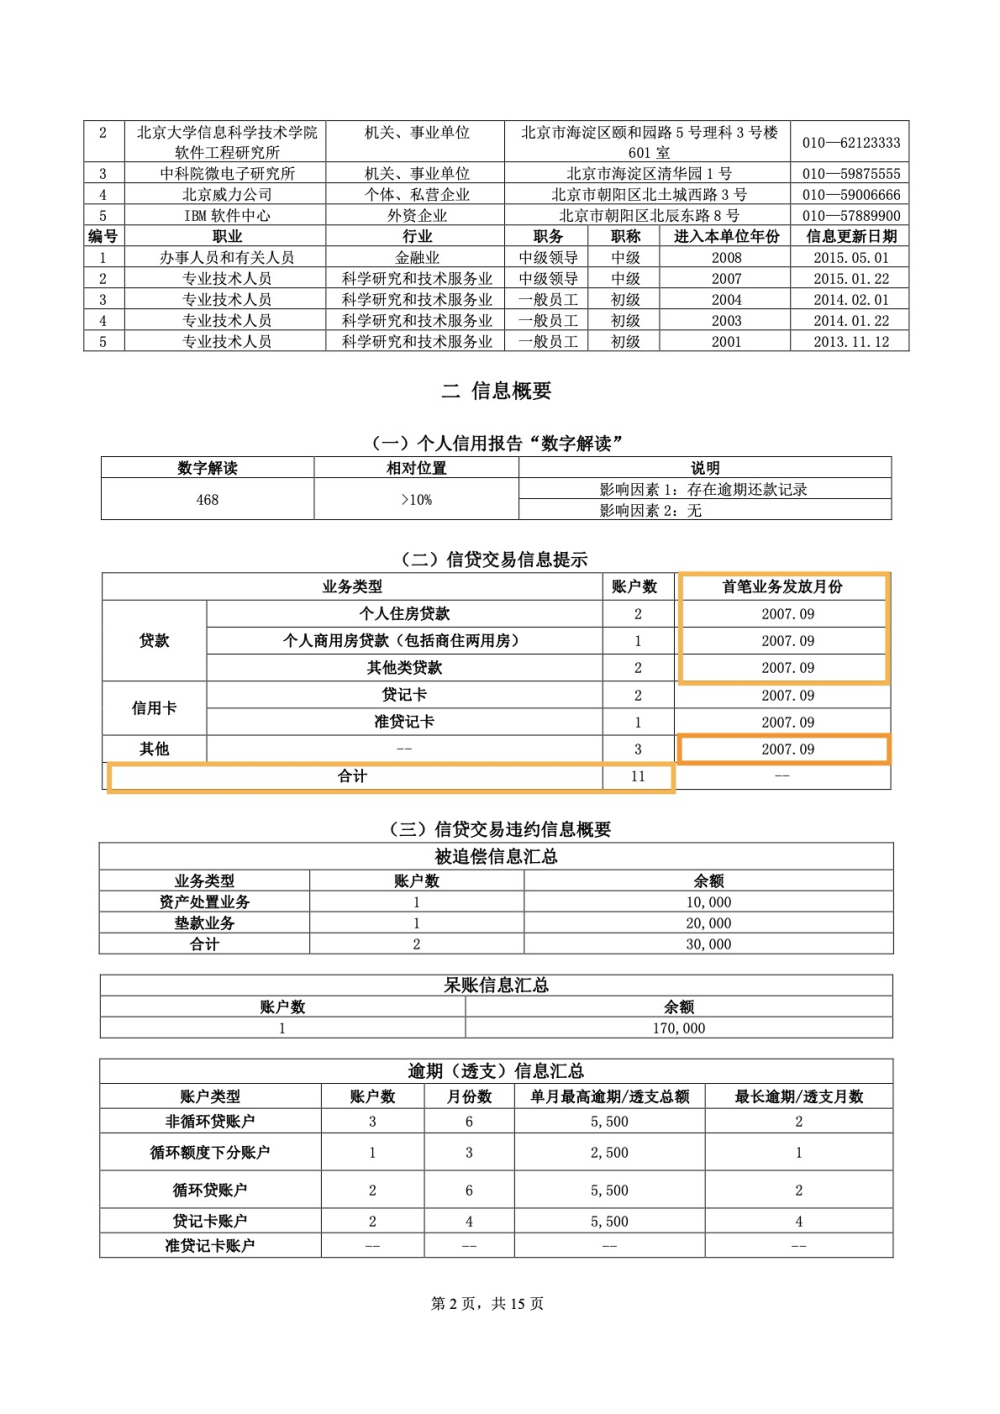 2 北京大学信息科学技术学院 机关、事业单位 北京市海淀区颐和园路 5 号理科 3 号楼 010—62123333
软件工程研究所 601 室
3 中科院微电子研究所 机关、事业单位 北京市海淀区清华园 1 号 010—59875555
4 北京威力公司 个体、私营企业 北京市朝阳区北土城西路 3 号 010—59006666
5 IBM 软件中心 外资企业 北京市朝阳区北辰东路 8 号 010—57889900
编号 职业 行业 职务 职称 进入本单位年份 信息更新日期
1 办事人员和有关人员 金融业 中级领导 中级 2008 2015.05.01
2 专业技术人员 科学研究和技术服务业 中级领导 中级 2007 2015.01.22
3 专业技术人员 科学研究和技术服务业 一般员工 初级 2004 2014.02.01
4 专业技术人员 科学研究和技术服务业 一般员工 初级 2003 2014.01.22
5 专业技术人员 科学研究和技术服务业 一般员工 初级 2001 2013.11.12
二 信息概要
（一）个人信用报告“数字解读”
数字解读 相对位置 说明
468 >10% 影响因素 1：存在逾期还款记录
影响因素 2：无
（二）信贷交易信息提示
业务类型 账户数 首笔业务发放月份
贷款 个人住房贷款 2 2007.09
个人商用房贷款（包括商住两用房） 1 2007.09
其他类贷款 2 2007.09
信用卡 贷记卡 2 2007.09
准贷记卡 1 2007.09
其他 -- 3 2007.09
合计 11 --
（三）信贷交易违约信息概要
被追偿信息汇总
业务类型 账户数 余额
资产处置业务 1 10,000
垫款业务 1 20,000
合计 2 30,000
呆账信息汇总
账户数 余额
1 170,000
逾期（透支）信息汇总
账户类型 账户数 月份数 单月最高逾期/透支总额 最长逾期/透支月数
非循环贷账户 3 6 5,500 2
循环额度下分账户 1 3 2,500 1
循环贷账户 2 6 5,500 2
贷记卡账户 2 4 5,500 4
准贷记卡账户 -- -- -- --
第 2 页，共 15 页